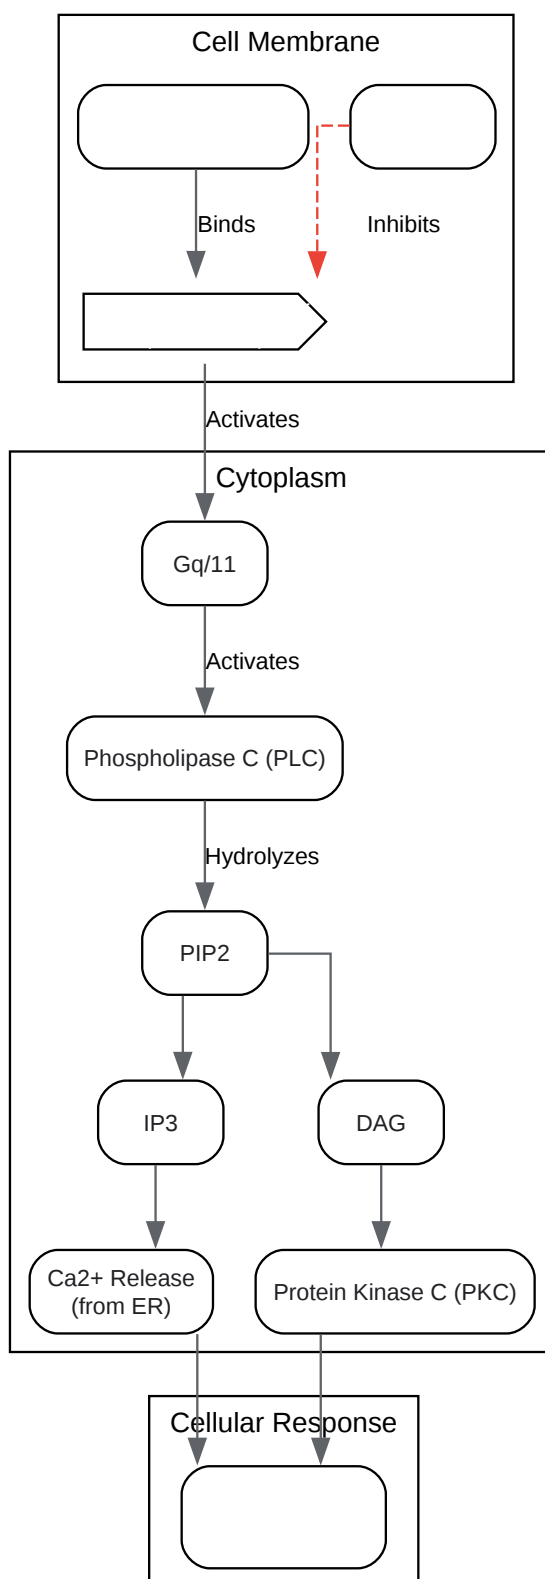 Cell Membrane
Binds
Inhibits
Activates
Cytoplasm
Gq/11
Activates
Phospholipase C (PLC)
Hydrolyzes
PIP2
IP3
DAG
Ca2+ Release
(from ER)
Protein Kinase C (PKC)
Cellular Response